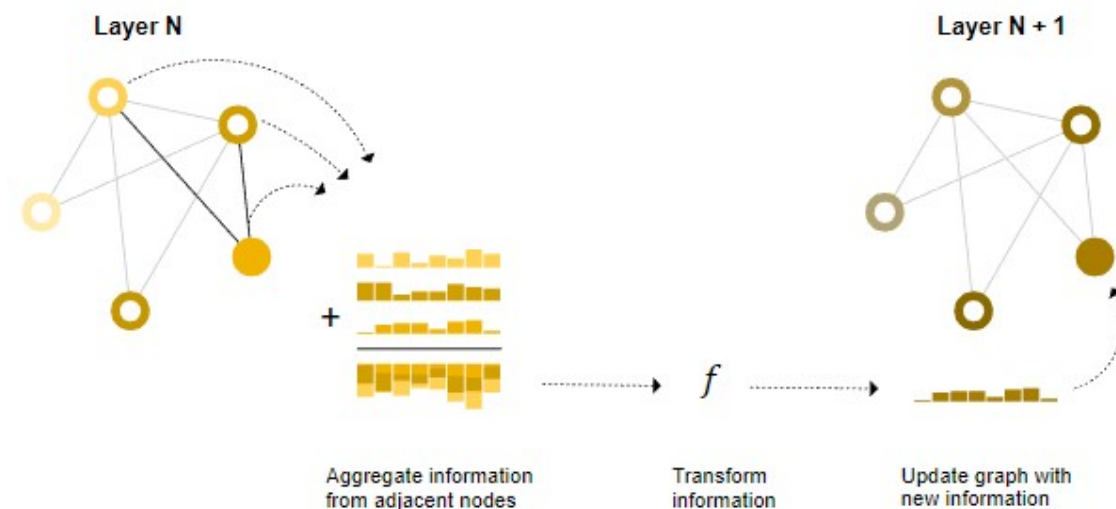 Layer N
Layer N + 1
+
f
Aggregate information
from adjacent nodes
Transform
information
Update graph with
new information